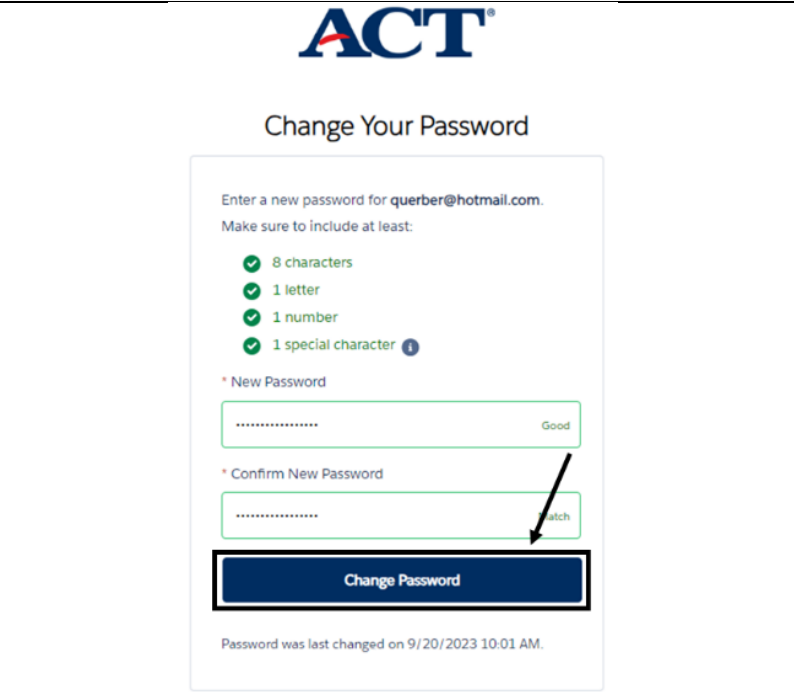 ACT®
Change Your Password
Enter a new password for querber@hotmail.com.
Make sure to include at least:
8 characters
1 letter
1 number
1 special character i
* New Password
................. Good
* Confirm New Password
................. Match
Change Password
Password was last changed on 9/20/2023 10:01 AM.